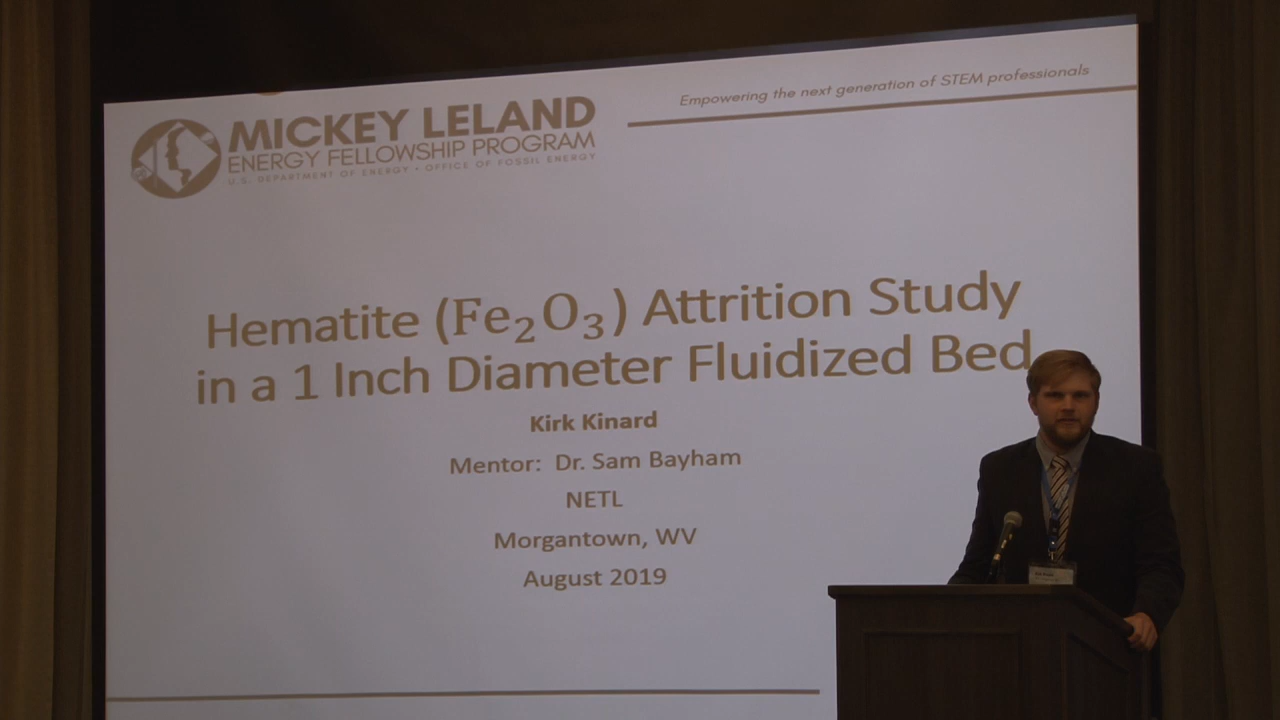 MICKEY LELAND
ENERGY FELLOWSHIP PROGRAM
U.S. DEPARTMENT OF ENERGY • OFFICE OF FOSSIL ENERGY
Empowering the next generation of STEM professionals
Hematite (Fe₂O₃) Attrition Study
in a 1 Inch Diameter Fluidized Bed
Kirk Kinard
Mentor: Dr. Sam Bayham
NETL
Morgantown, WV
August 2019